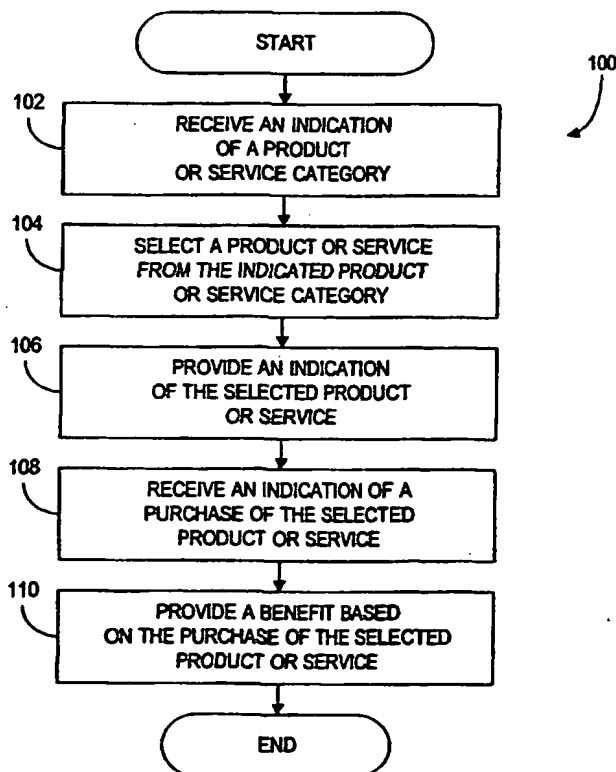 START
100
102
RECEIVE AN INDICATION
OF A PRODUCT
OR SERVICE CATEGORY
104
SELECT A PRODUCT OR SERVICE
FROM THE INDICATED PRODUCT
OR SERVICE CATEGORY
106
PROVIDE AN INDICATION
OF THE SELECTED PRODUCT
OR SERVICE
108
RECEIVE AN INDICATION OF A
PURCHASE OF THE SELECTED
PRODUCT OR SERVICE
110
PROVIDE A BENEFIT BASED
ON THE PURCHASE OF THE SELECTED
PRODUCT OR SERVICE
END